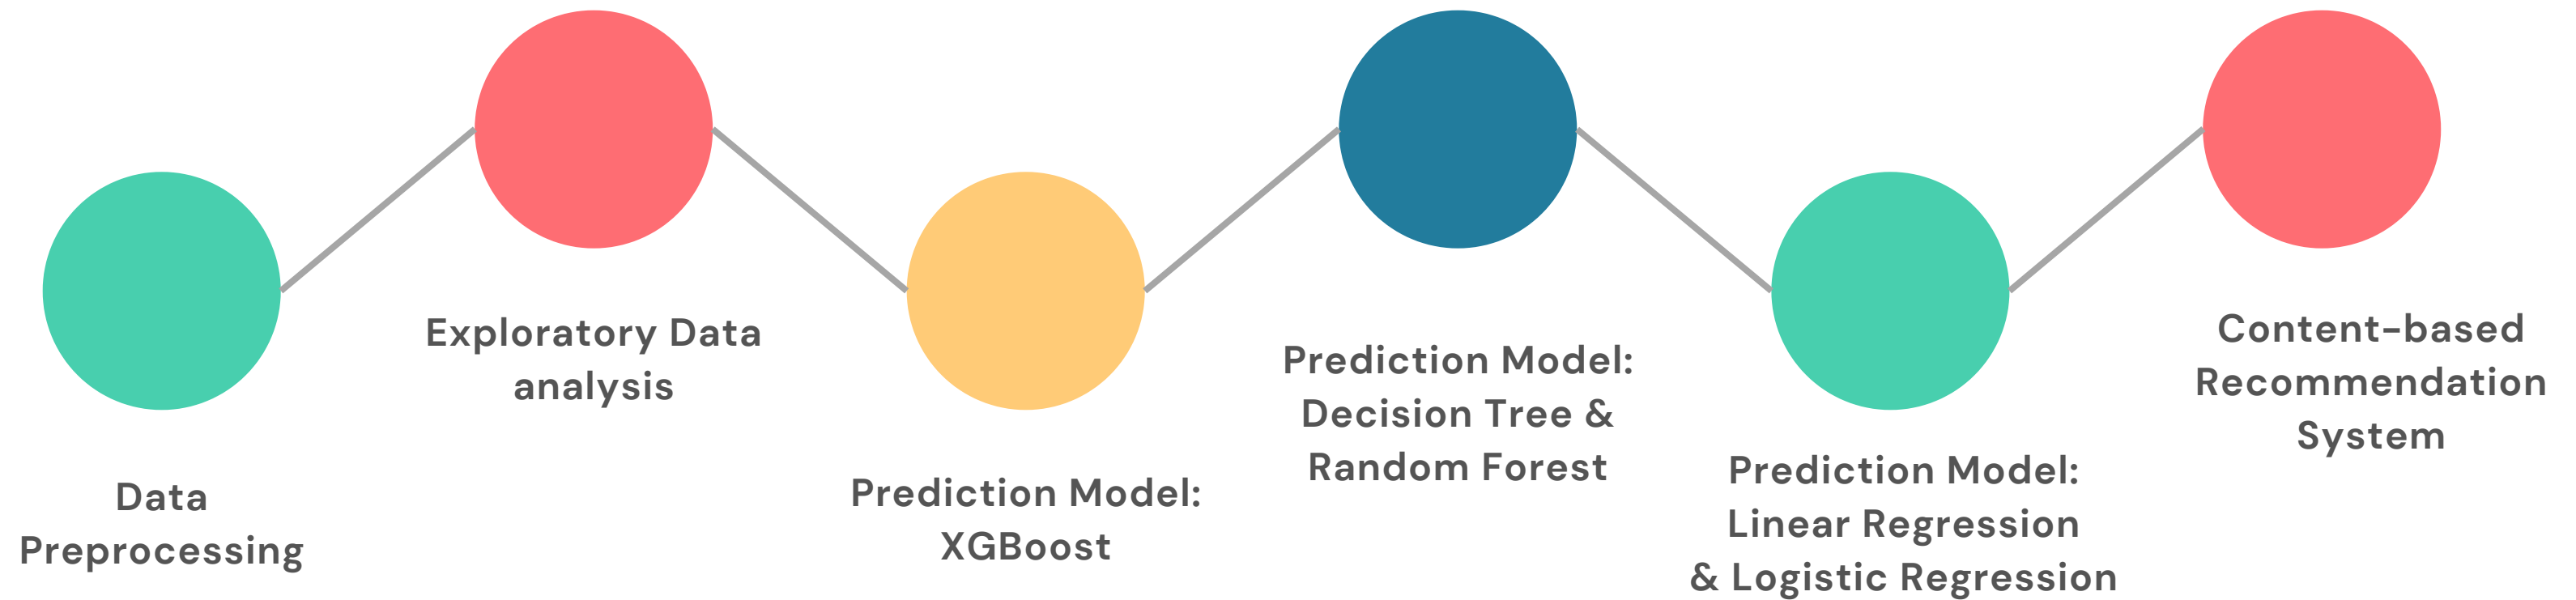 Data
Preprocessing
Exploratory Data
analysis
Prediction Model:
XGBoost
Prediction Model:
Decision Tree &
Random Forest
Prediction Model:
Linear Regression
& Logistic Regression
Content-based
Recommendation
System